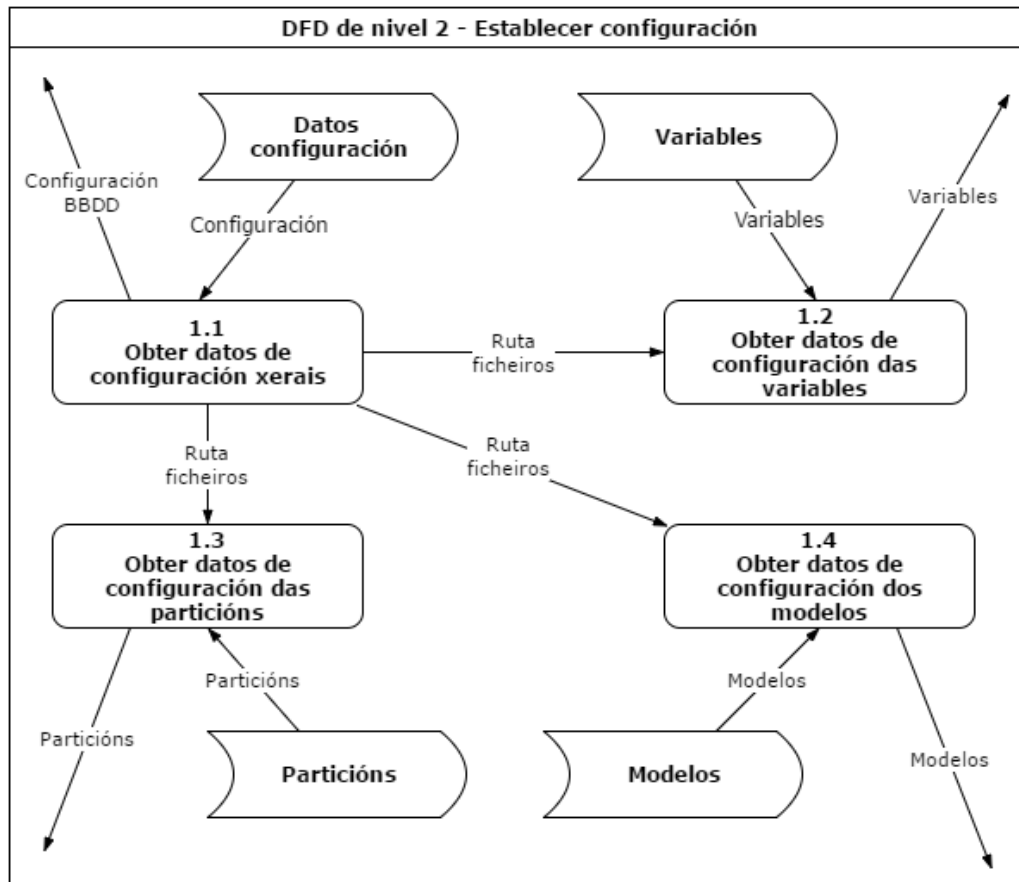 DFD de nivel 2 - Establecer configuración
Datos
configuración
Variables
Configuración
BBDD
Configuración
Variables
Variables
1.1
Obter datos de
configuración xerais
Ruta
ficheiros
1.2
Obter datos de
configuración das
variables
Ruta
ficheiros
Ruta
ficheiros
1.3
Obter datos de
configuración das
particións
1.4
Obter datos de
configuración dos
modelos
Particións
Modelos
Particións
Modelos
Particións
Modelos